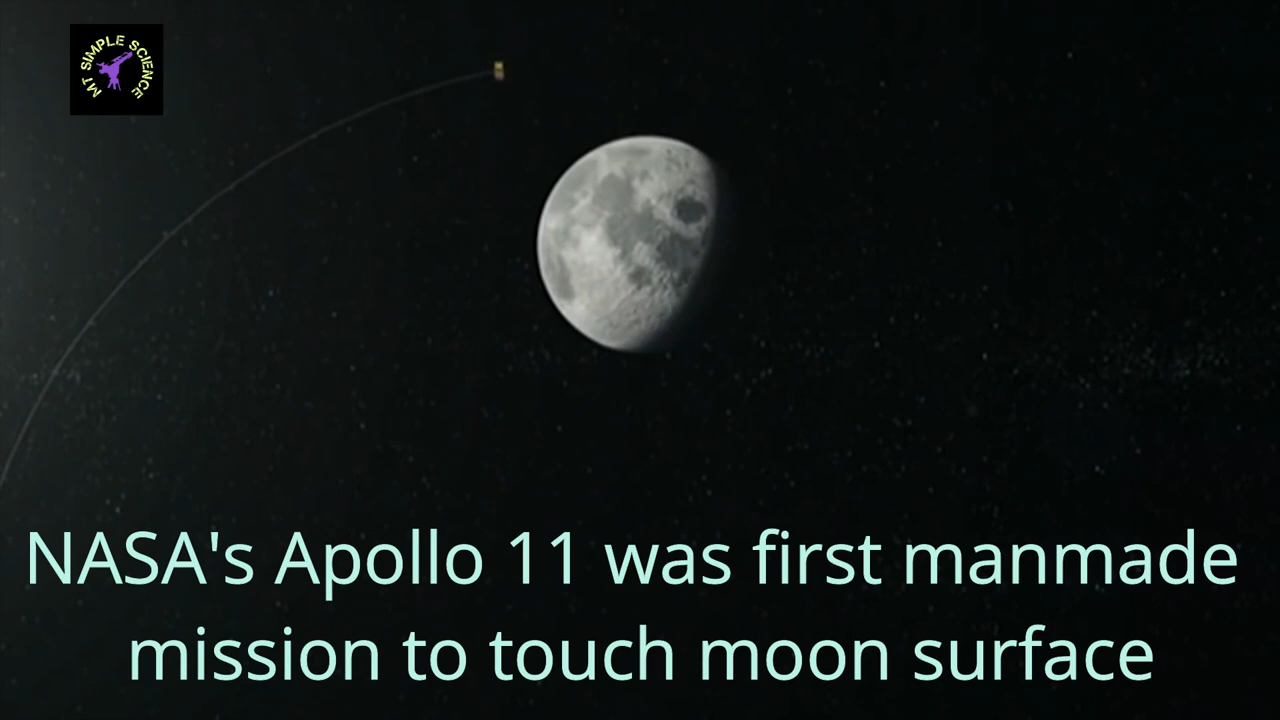 MT SIMPLE SCIENCE
NASA's Apollo 11 was first manmade
mission to touch moon surface